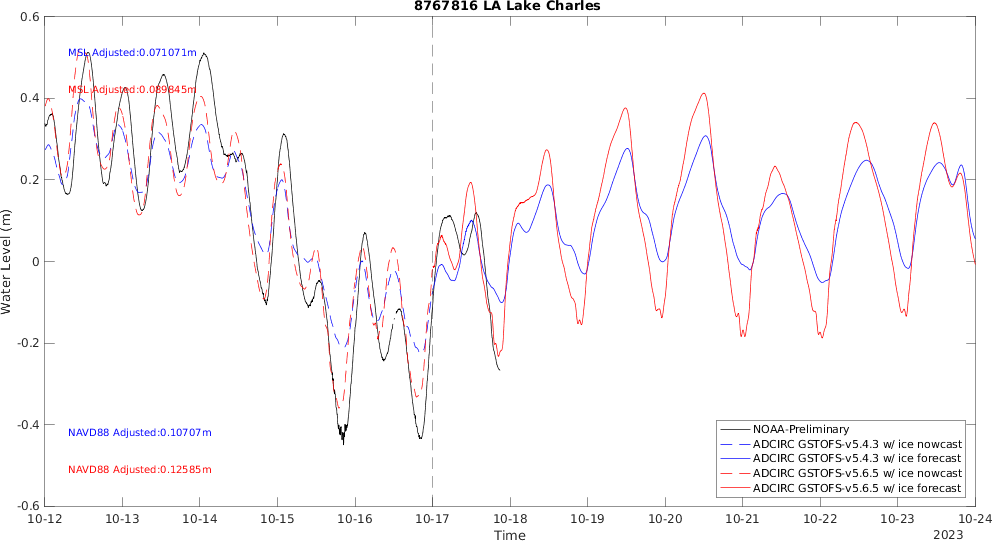 8767816 LA Lake Charles
0.6
MSL Adjusted:0.071071m
MSL Adjusted:0.089845m
0.4
0.2
0
-0.2
-0.4
-0.6
Water Level (m)
NAVD88 Adjusted:0.10707m
NAVD88 Adjusted:0.12585m
NOAA-Preliminary
ADCIRC GSTOFS-v5.4.3 w/ ice nowcast
ADCIRC GSTOFS-v5.4.3 w/ ice forecast
ADCIRC GSTOFS-v5.6.5 w/ ice nowcast
ADCIRC GSTOFS-v5.6.5 w/ ice forecast
10-12 10-13 10-14 10-15 10-16 10-17 10-18 10-19 10-20 10-21 10-22 10-23 10-24
Time
2023